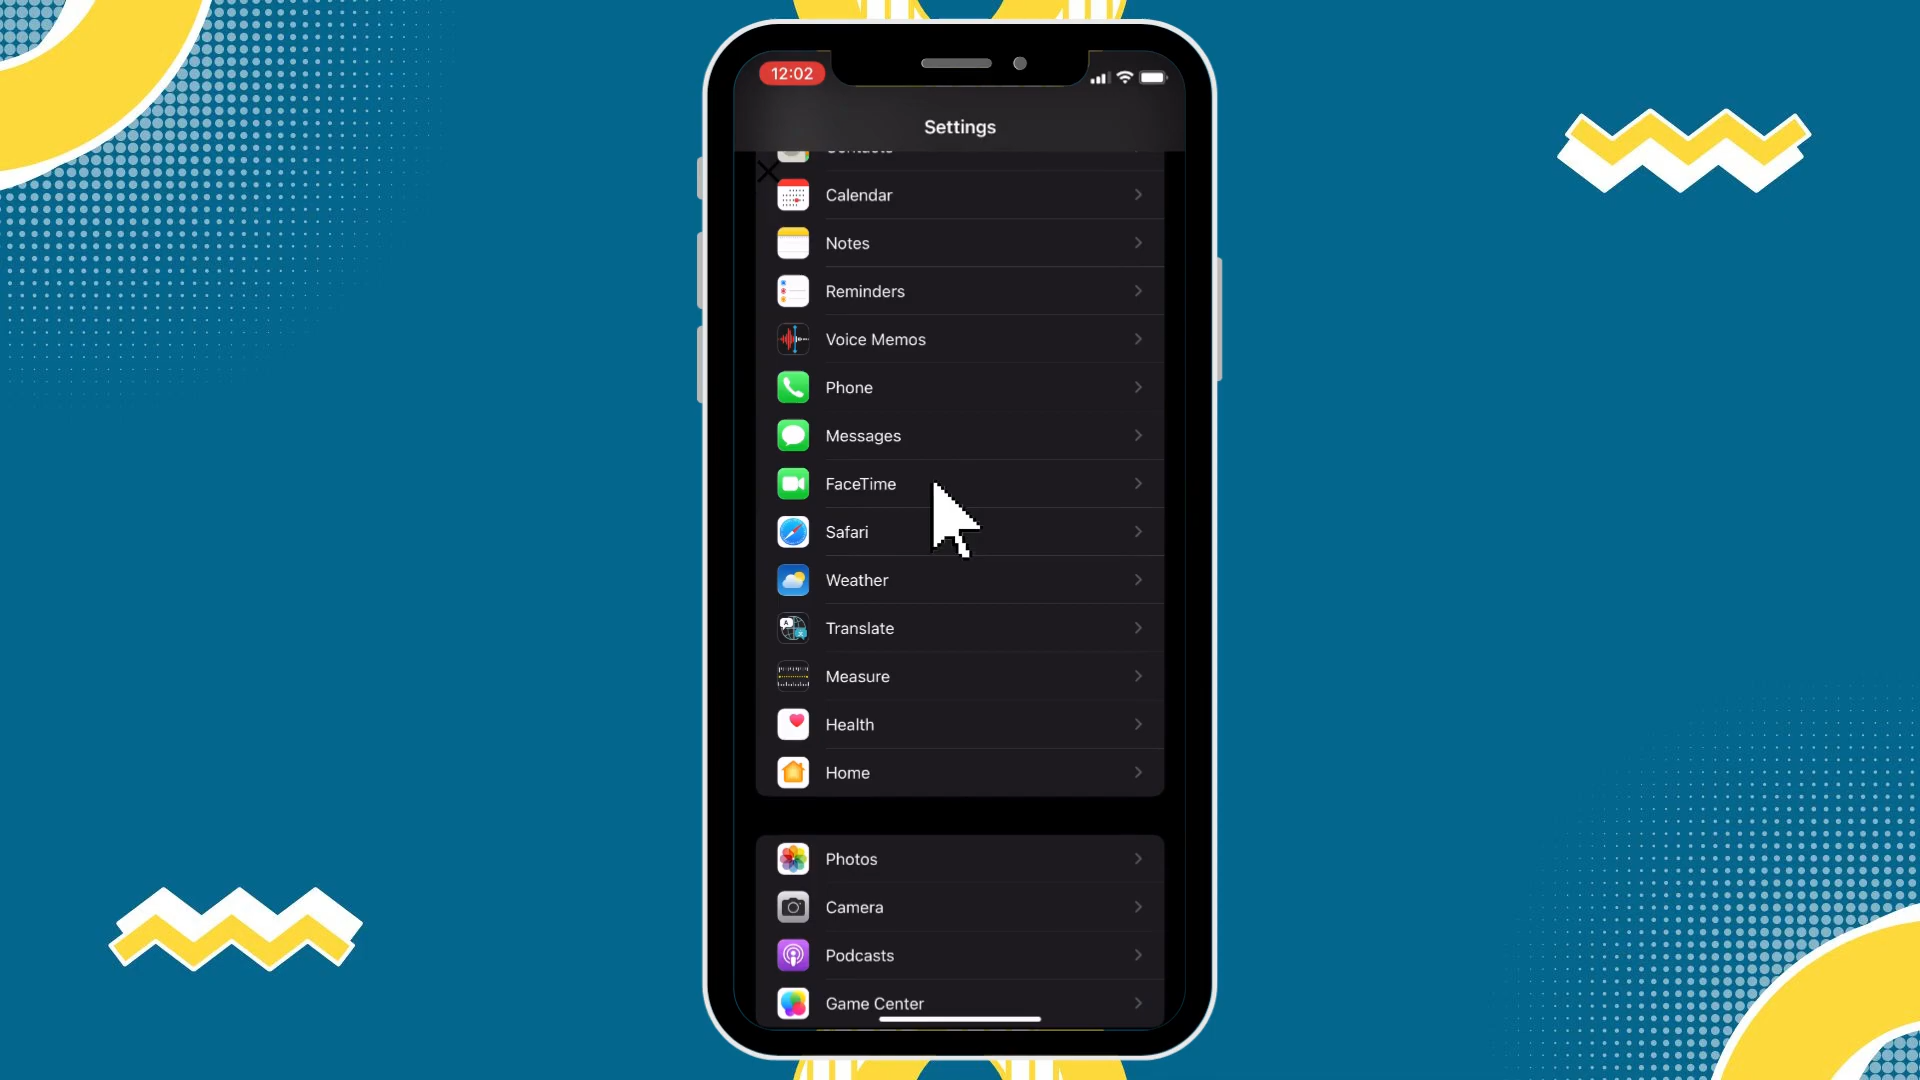 12:02
Settings
Contacts
Calendar
Notes
Reminders
Voice Memos
Phone
Messages
FaceTime
Safari
Weather
Translate
Measure
Health
Home
Photos
Camera
Podcasts
Game Center